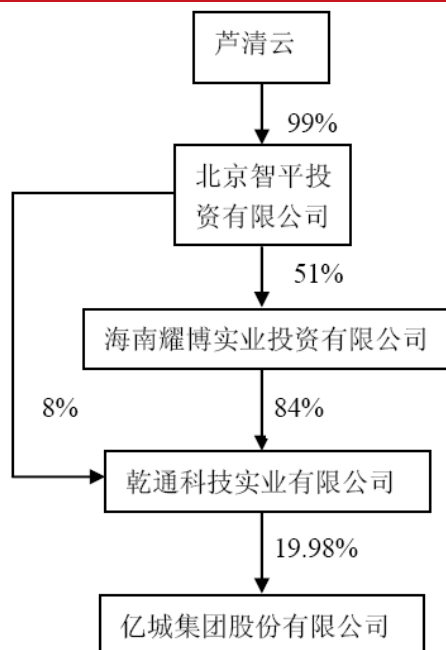 芦清云
99%
北京智平投
资有限公司
51%
海南耀博实业投资有限公司
8%
84%
乾通科技实业有限公司
19.98%
亿城集团股份有限公司